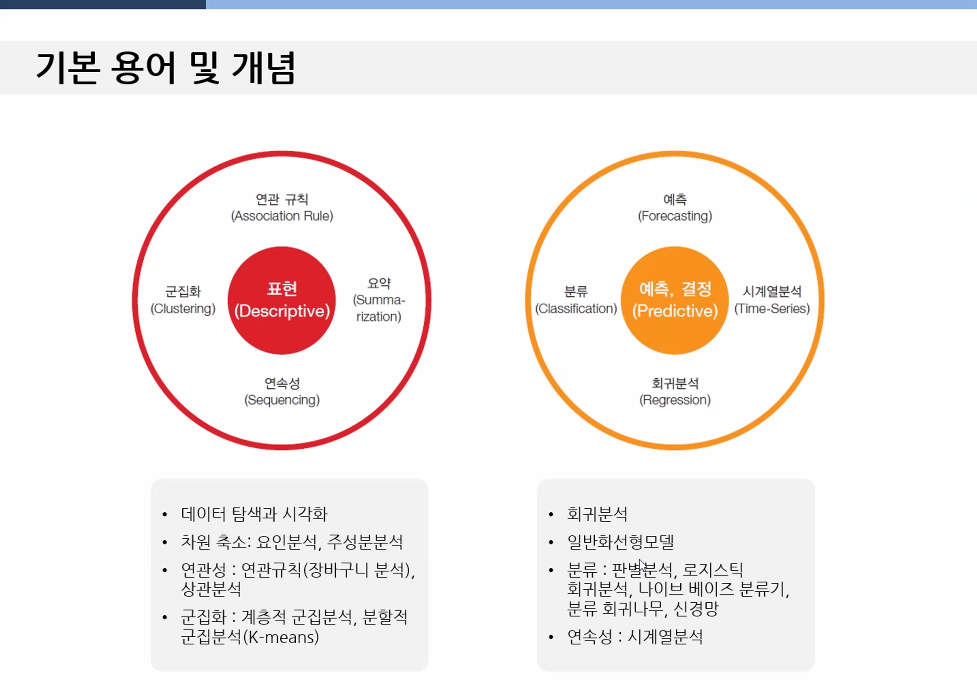 기본 용어 및 개념
연관 규칙
(Association Rule)
군집화
(Clustering)
표현
(Descriptive)
요약
(Summa-
rization)
연속성
(Sequencing)
예측
(Forecasting)
분류
(Classification)
예측, 결정
(Predictive)
시계열분석
(Time-Series)
회귀분석
(Regression)
• 데이터 탐색과 시각화
• 차원 축소: 요인분석, 주성분분석
• 연관성 : 연관규칙(장바구니 분석),
상관분석
• 군집화 : 계층적 군집분석, 분할적
군집분석(K-means)
• 회귀분석
• 일반화선형모델
• 분류 : 판별분석, 로지스틱
회귀분석, 나이브 베이즈 분류기,
분류 회귀나무, 신경망
• 연속성 : 시계열분석